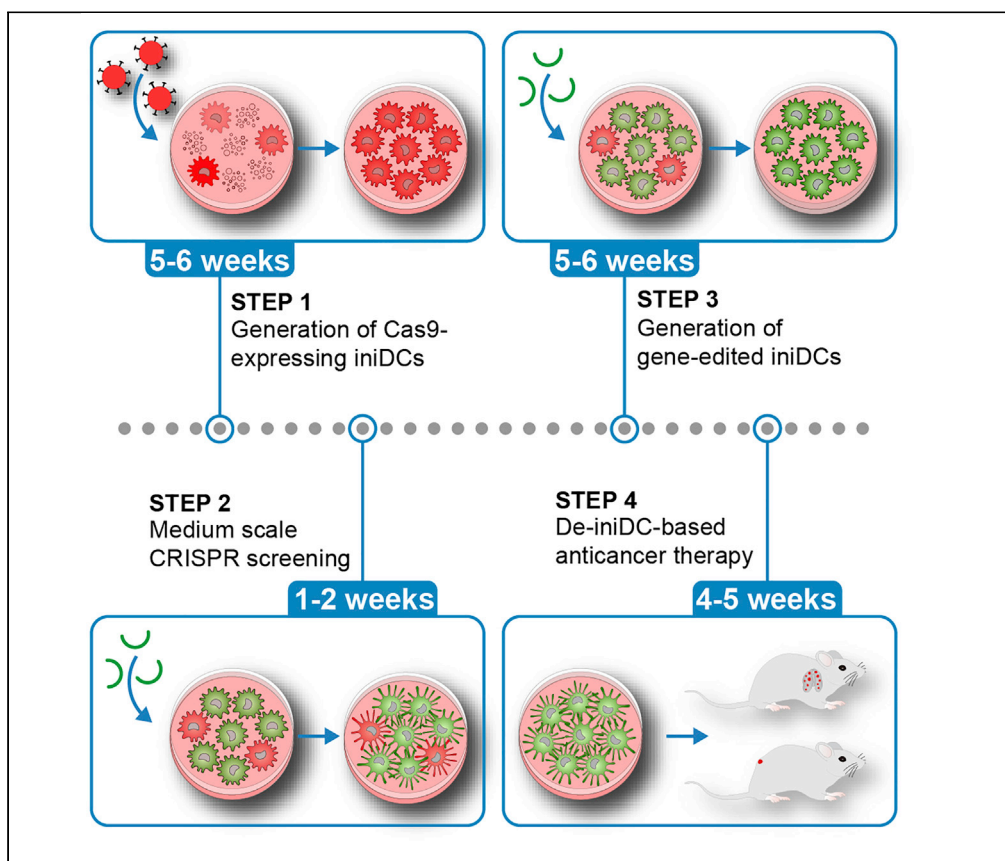 5-6 weeks
STEP 1
Generation of Cas9-
expressing iniDCs
5-6 weeks
STEP 3
Generation of
gene-edited iniDCs
STEP 2
Medium scale
CRISPR screening
1-2 weeks
STEP 4
De-iniDC-based
anticancer therapy
4-5 weeks